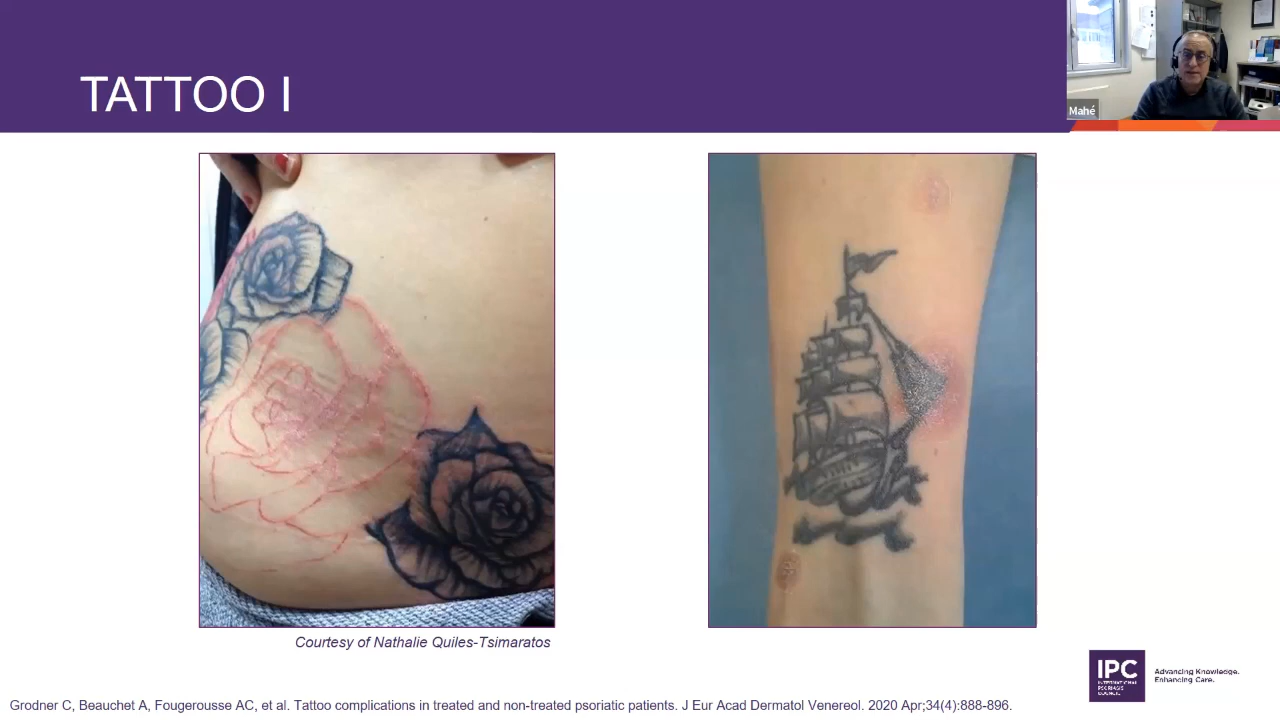 TATTOO I
Mahé
Courtesy of Nathalie Quiles-Tsimaratos
IPC
INTERNATIONAL
PSORIASIS
COUNCIL
Advancing Knowledge.
Enhancing Care.
Grodner C, Beauchet A, Fougerousse AC, et al. Tattoo complications in treated and non-treated psoriatic patients. J Eur Acad Dermatol Venereol. 2020 Apr;34(4):888-896.